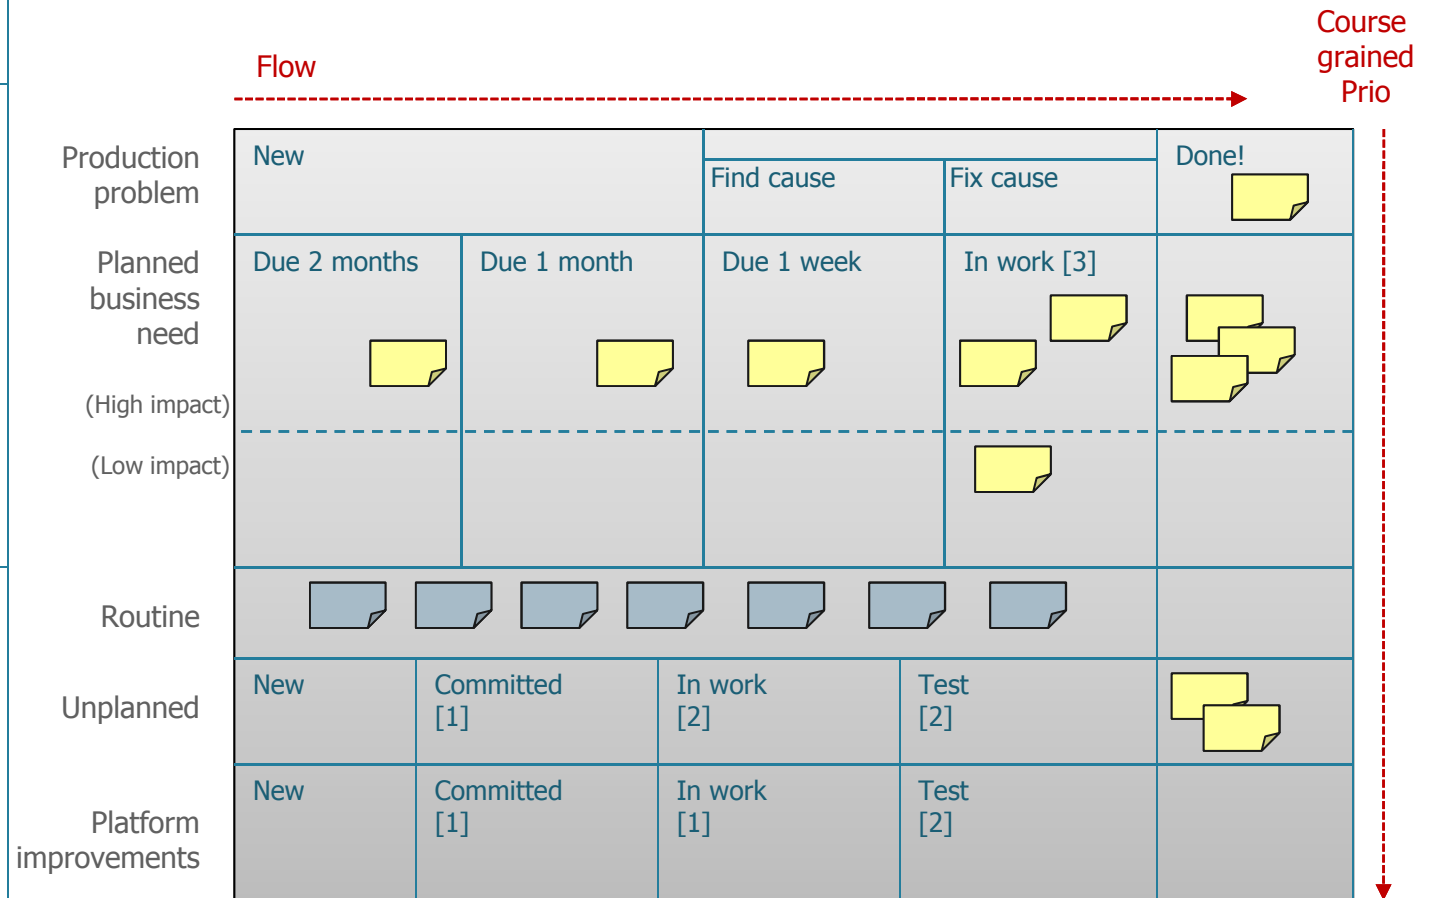 Course
grained
Prio
Flow
Production
problem
New
Find cause
Fix cause
Done!
Planned
business
need
(High impact)
(Low impact)
Due 2 months
Due 1 month
Due 1 week
In work [3]
Routine
Unplanned
New
Committed
[1]
In work
[2]
Test
[2]
Platform
improvements
New
Committed
[1]
In work
[1]
Test
[2]